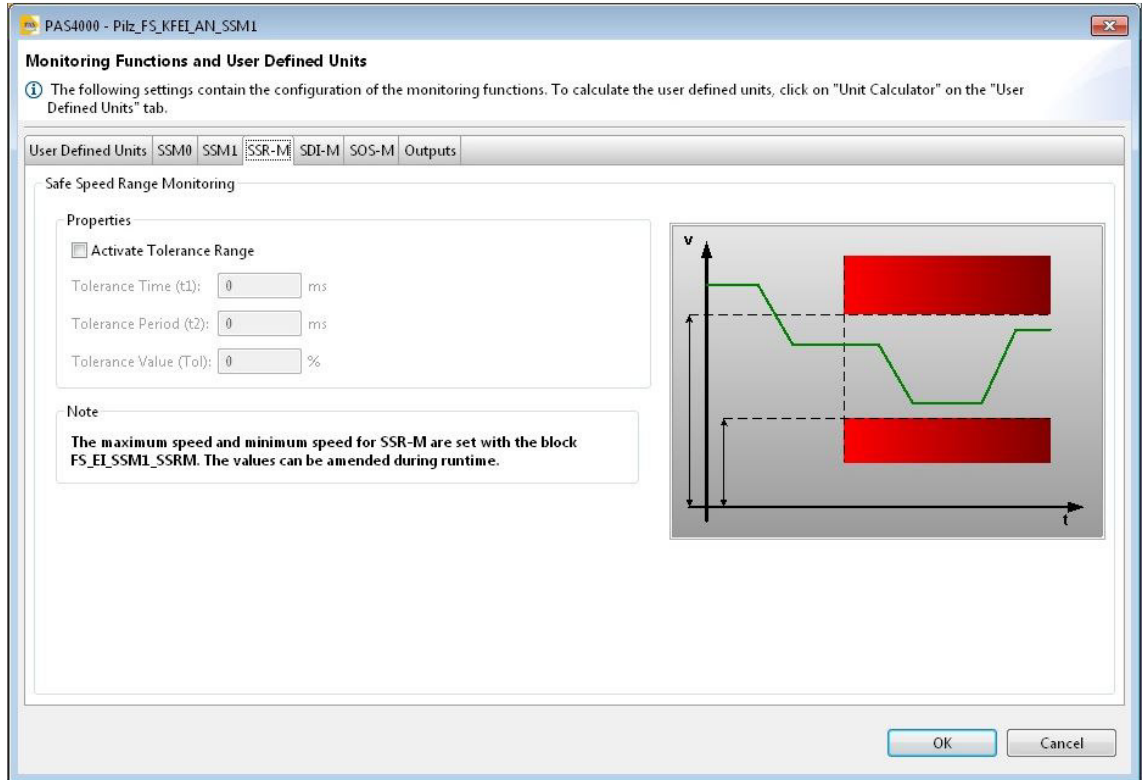 PAS4000 - Pilz_FS_KFEI_AN_SSM1
Monitoring Functions and User Defined Units
The following settings contain the configuration of the monitoring functions. To calculate the user defined units, click on "Unit Calculator" on the "User
Defined Units" tab.
User Defined Units SSM0 SSM1 SSR-M SDI-M SOS-M Outputs
Safe Speed Range Monitoring
Properties
Activate Tolerance Range
Tolerance Time (t1): 0 ms
Tolerance Period (t2): 0 ms
Tolerance Value (Tol): 0 %
Note
The maximum speed and minimum speed for SSR-M are set with the block
FS_EI_SSM1_SSRM. The values can be amended during runtime.
v
t
OK Cancel